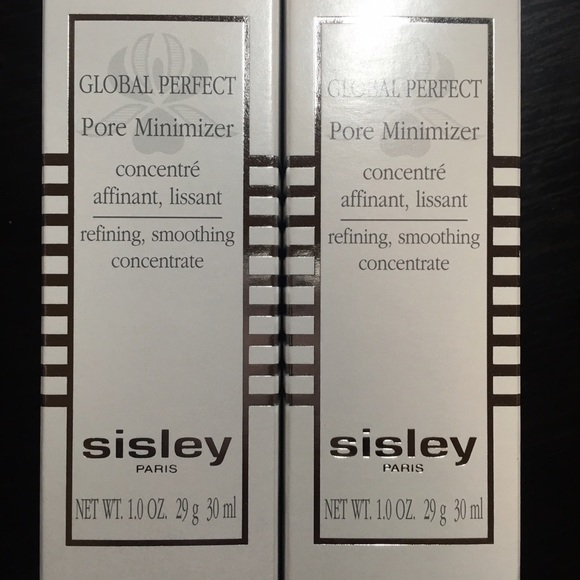 GLOBAL PERFECT
Pore Minimizer
concentré
affinant, lissant
refining, smoothing
concentrate
sisley
PARIS
NET WT. 1.0 OZ. 29 g 30 ml
GLOBAL PERFECT
Pore Minimizer
concentré
affinant, lissant
refining, smoothing
concentrate
sisley
PARIS
NET WT. 1.0 OZ. 29 g 30 ml